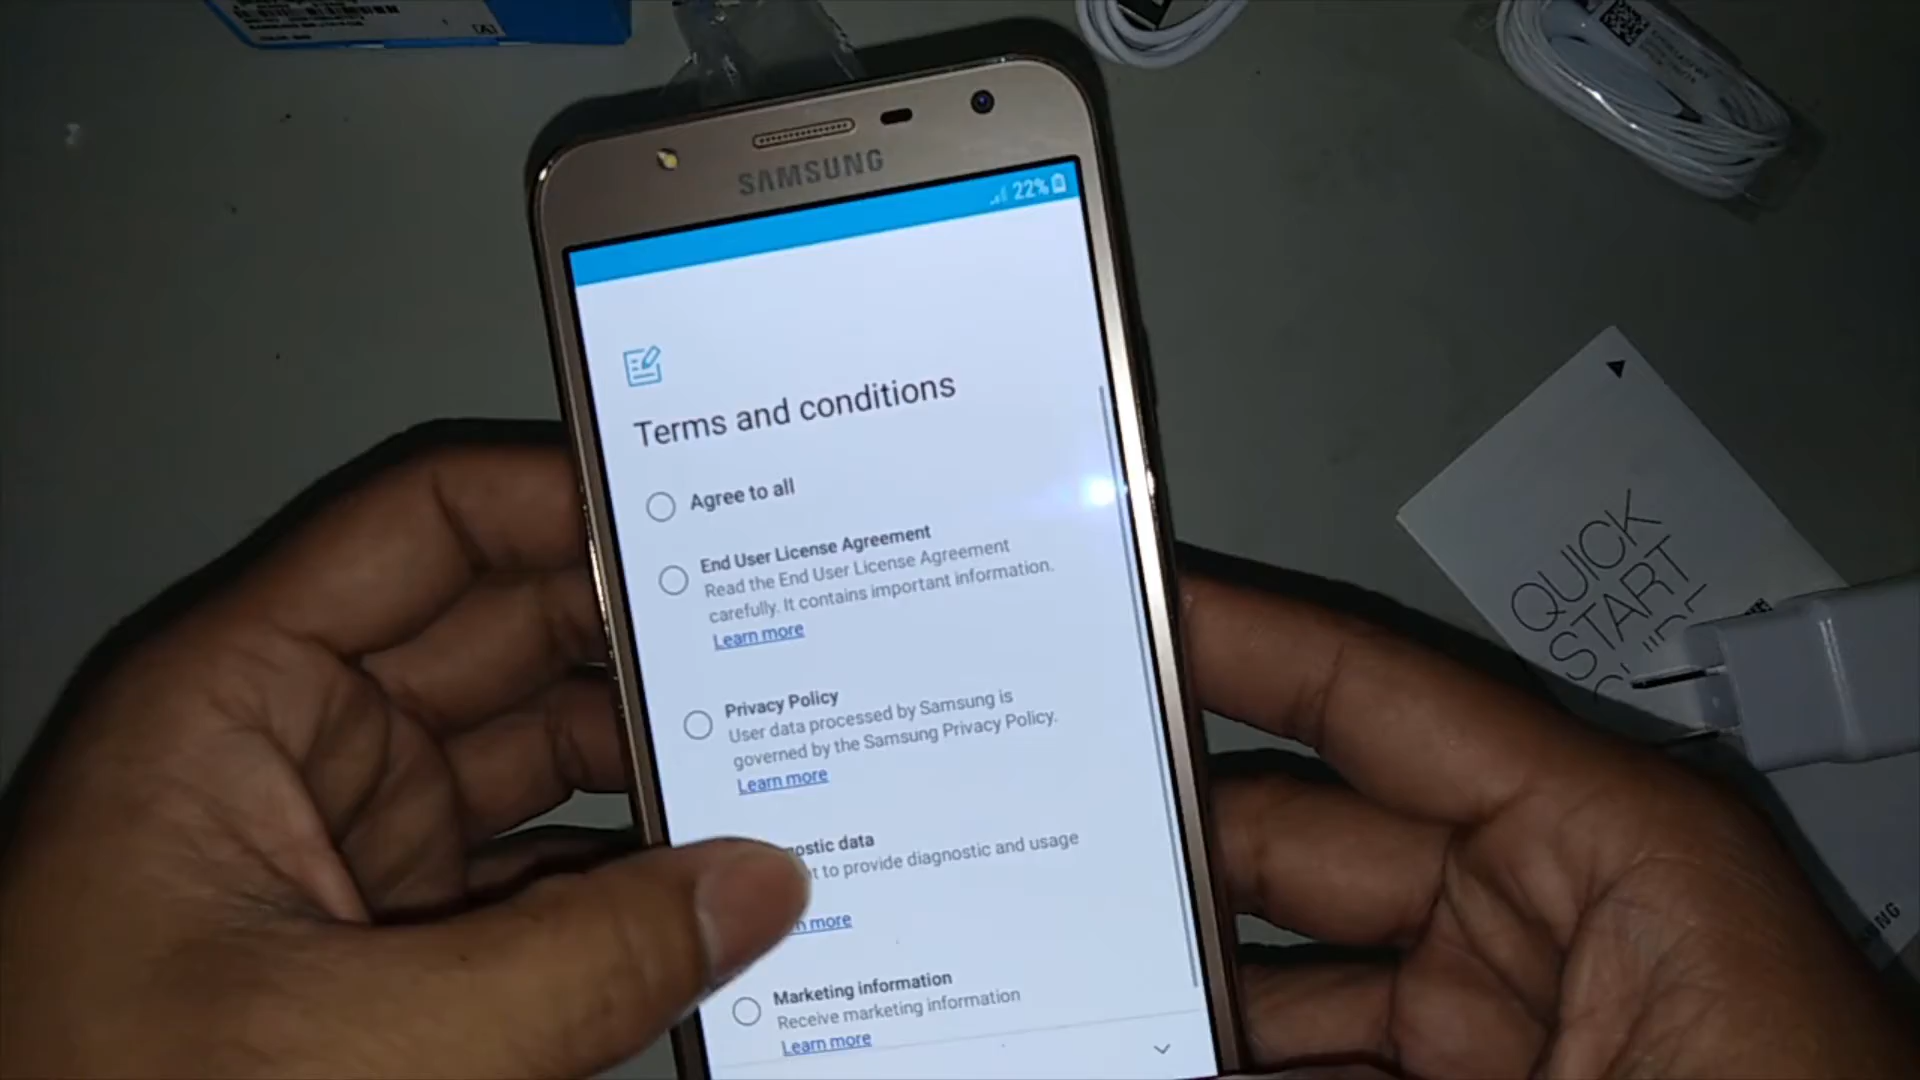 SAMSUNG
22%
Terms and conditions
Agree to all
End User License Agreement
Read the End User License Agreement
carefully. It contains important information.
Learn more
Privacy Policy
User data processed by Samsung is
governed by the Samsung Privacy Policy.
Learn more
nostic data
t to provide diagnostic and usage
n more
Marketing information
Receive marketing information
Learn more
QUICK
START